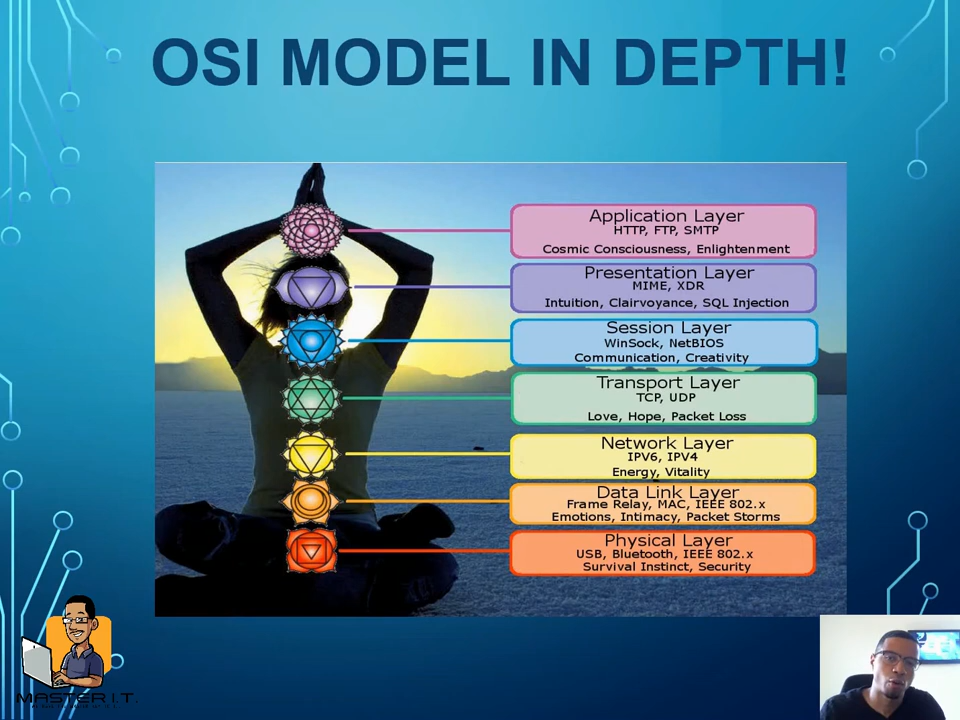 OSI MODEL IN DEPTH!
Application Layer
HTTP, FTP, SMTP
Cosmic Consciousness, Enlightenment
Presentation Layer
MIME, XDR
Intuition, Clairvoyance, SQL Injection
Session Layer
WinSock, NetBIOS
Communication, Creativity
Transport Layer
TCP, UDP
Love, Hope, Packet Loss
Network Layer
IPV6, IPV4
Energy, Vitality
Data Link Layer
Frame Relay, MAC, IEEE 802.x
Emotions, Intimacy, Packet Storms
Physical Layer
USB, Bluetooth, IEEE 802.x
Survival Instinct, Security
MASTER I.T.